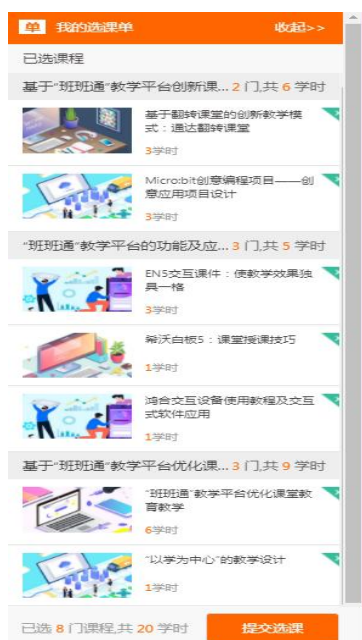 单 我的选课单 收起>>
已选课程
基于“班班通”教学平台创新课... 2 门,共 6 学时
基于翻转课堂的创新教学模
式：通达翻转课堂
3学时
Micro:bit创意编程项目——创
意应用项目设计
3学时
“班班通”教学平台的功能及应... 3 门,共 5 学时
EN5交互课件：使教学效果独
具一格
3学时
希沃白板5：课堂授课技巧
1学时
鸿合交互设备使用教程及交互
式软件应用
1学时
基于“班班通”教学平台优化课... 3 门,共 9 学时
“班班通”教学平台优化课堂教
育教学
6学时
“以学为中心”的教学设计
1学时
已选 8 门课程,共 20 学时 提交选课